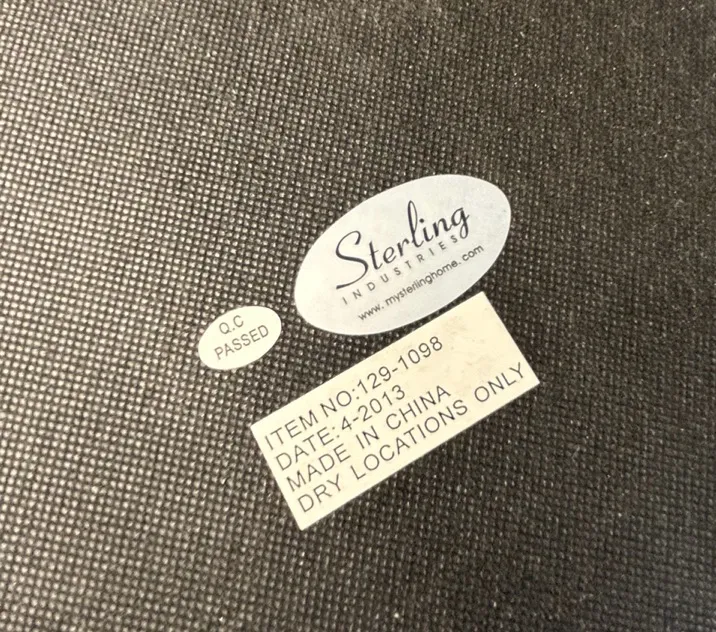 Sterling
INDUSTRIES
www.mysterlinghome.com
Q.C
PASSED
ITEM NO:129-1098
DATE:4-2013
MADE IN CHINA
DRY LOCATIONS ONLY